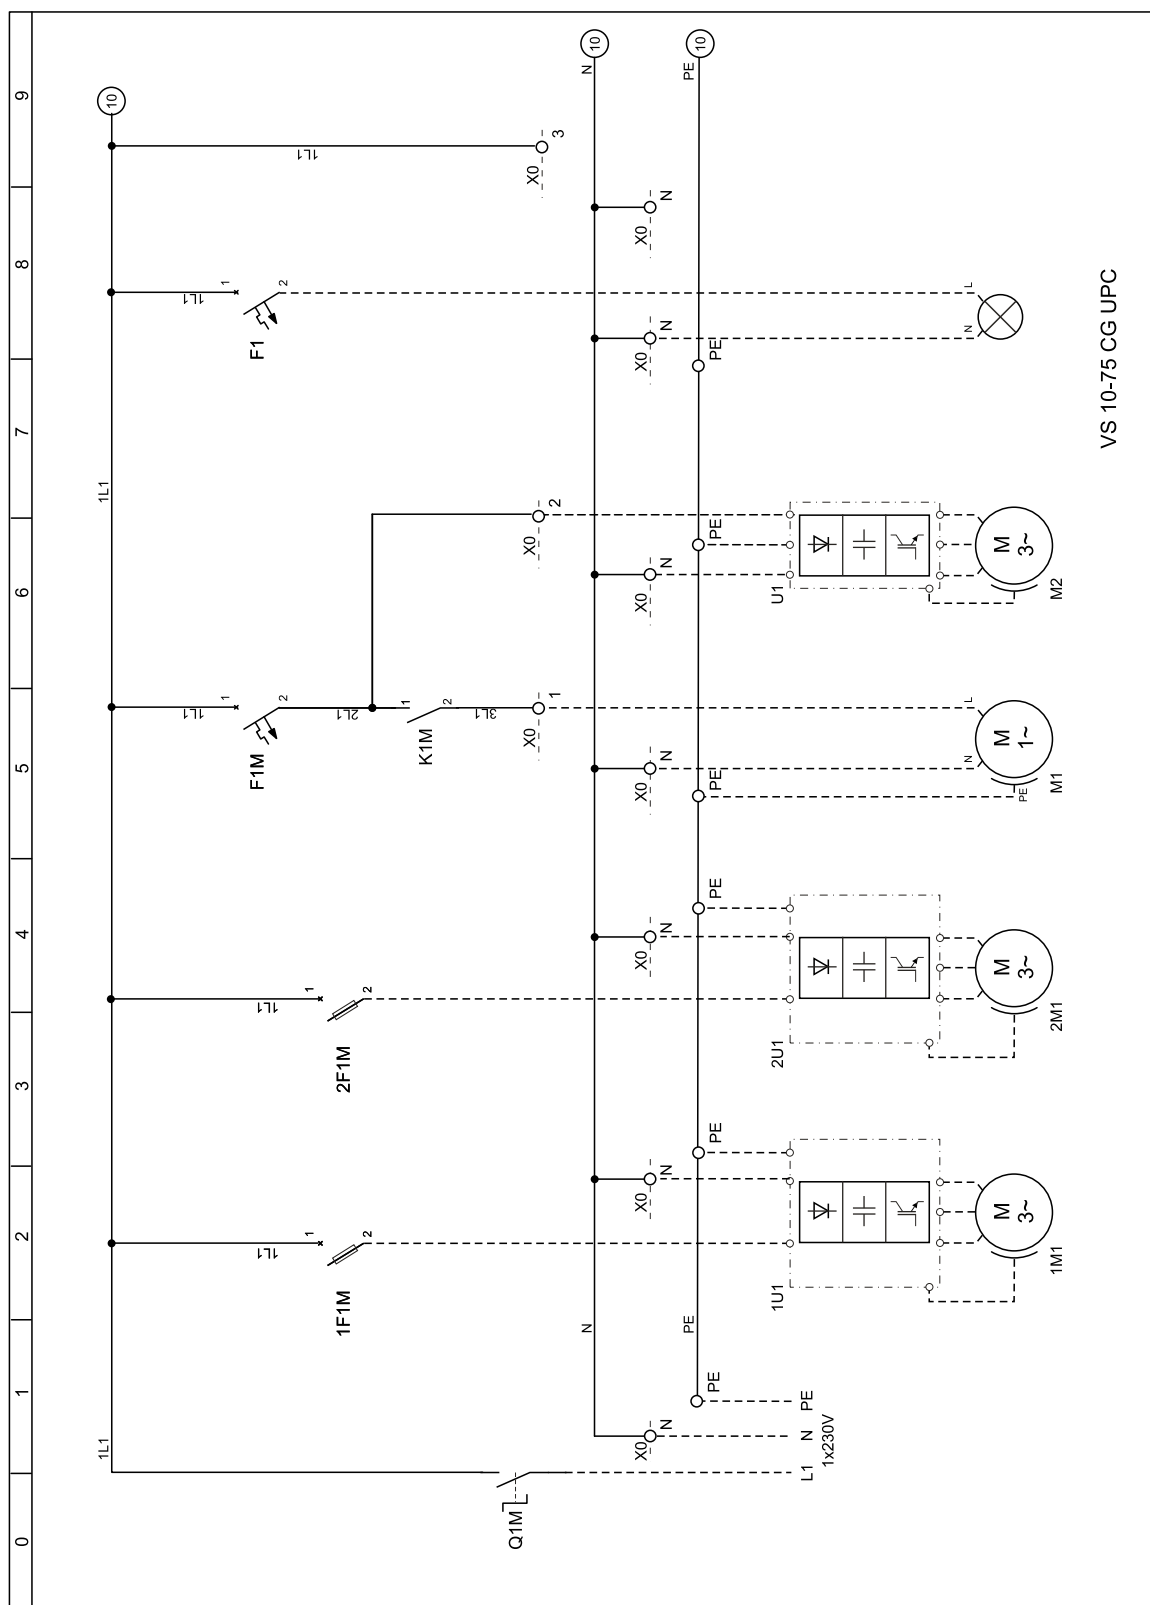 0 1 2 3 4 5 6 7 8 9
1L1 1L1 10
1L1 1L1
1 1
F1M F1
1L1 1L1
2 2
1L1
1 1
1F1M 2F1M 2L1
2 2
1
K1M
2
3L1
Q1M
X0 X0 X0
1 2 3
N N 10
X0 X0 X0 X0 X0 X0 X0
N N N N N N N
PE PE 10
PE PE PE PE PE PE
1U1 2U1 U1
L1 N PE
1x230V
N L N L
M M M M
3~ 3~ 1~ 3~
PE
1M1 2M1 M1 M2
VS 10-75 CG UPC